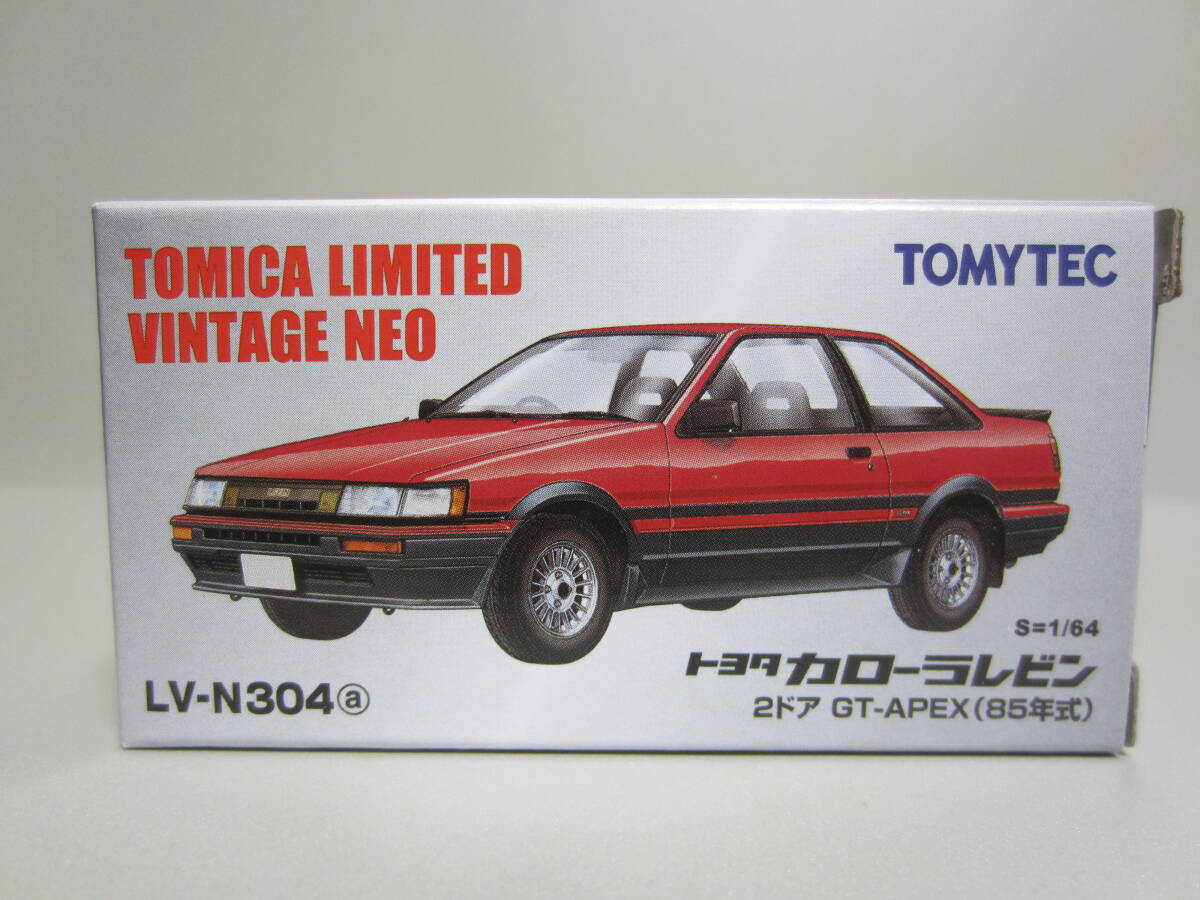 TOMICA LIMITED
VINTAGE NEO
TOMYTEC
S=1/64
LV-N304ⓐ
トヨタ カローラレビン
2ドア GT-APEX(85年式)